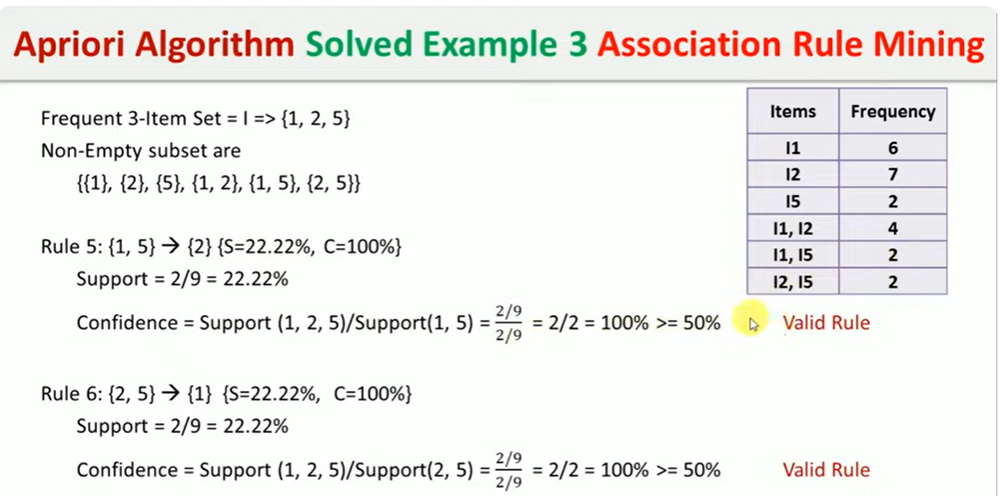 Apriori Algorithm Solved Example 3 Association Rule Mining
Frequent 3-Item Set = I => {1, 2, 5}
Non-Empty subset are
{{1}, {2}, {5}, {1, 2}, {1, 5}, {2, 5}}
Items Frequency
I1 6
I2 7
I5 2
I1, I2 4
I1, I5 2
I2, I5 2
Rule 5: {1, 5} → {2} {S=22.22%, C=100%}
Support = 2/9 = 22.22%
Confidence = Support (1, 2, 5)/Support(1, 5) = 2/9 / 2/9 = 2/2 = 100% >= 50% Valid Rule
Rule 6: {2, 5} → {1} {S=22.22%, C=100%}
Support = 2/9 = 22.22%
Confidence = Support (1, 2, 5)/Support(2, 5) = 2/9 / 2/9 = 2/2 = 100% >= 50% Valid Rule